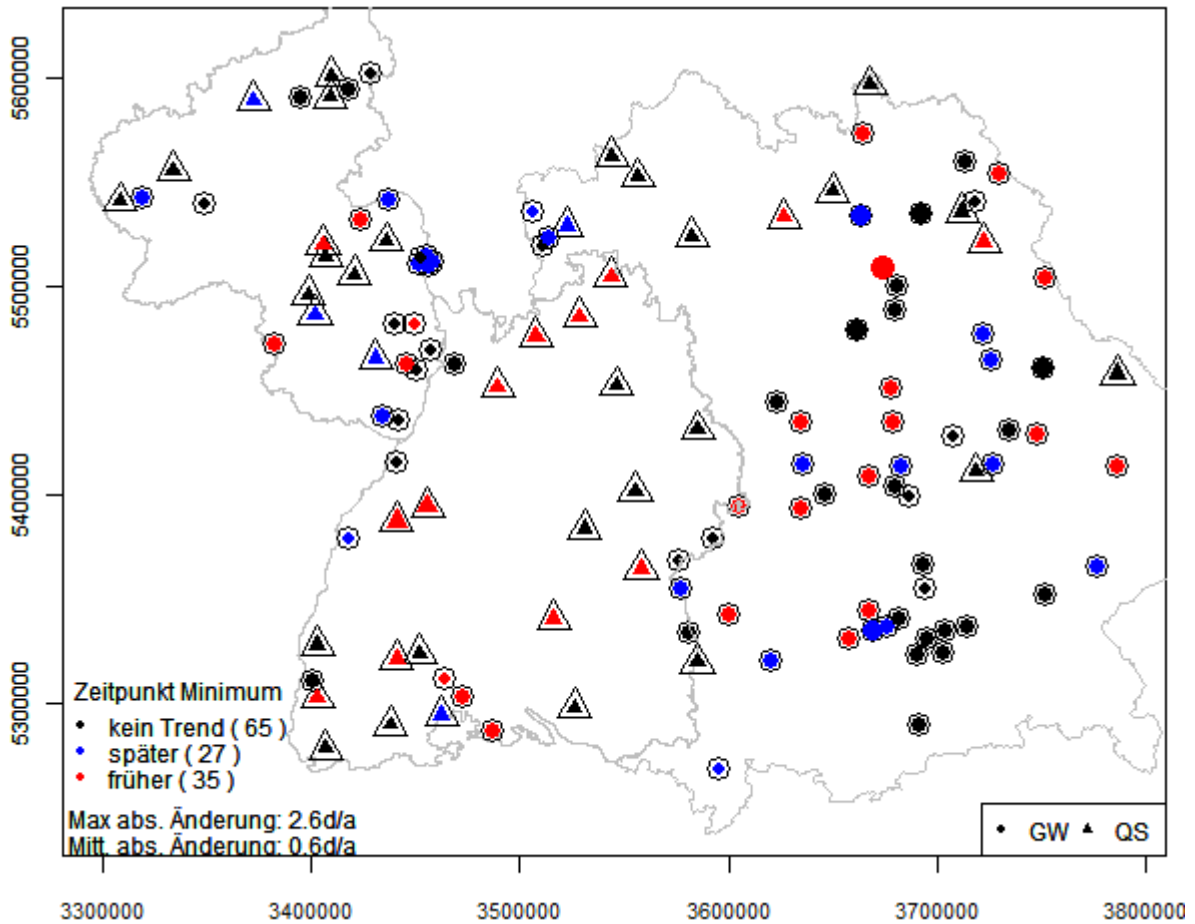 5600000
5500000
5400000
5300000
Zeitpunkt Minimum
kein Trend ( 65 )
später ( 27 )
früher ( 35 )
Max abs. Änderung: 2.6d/a
Mitt. abs. Änderung: 0.6d/a
GW QS
3300000 3400000 3500000 3600000 3700000 3800000